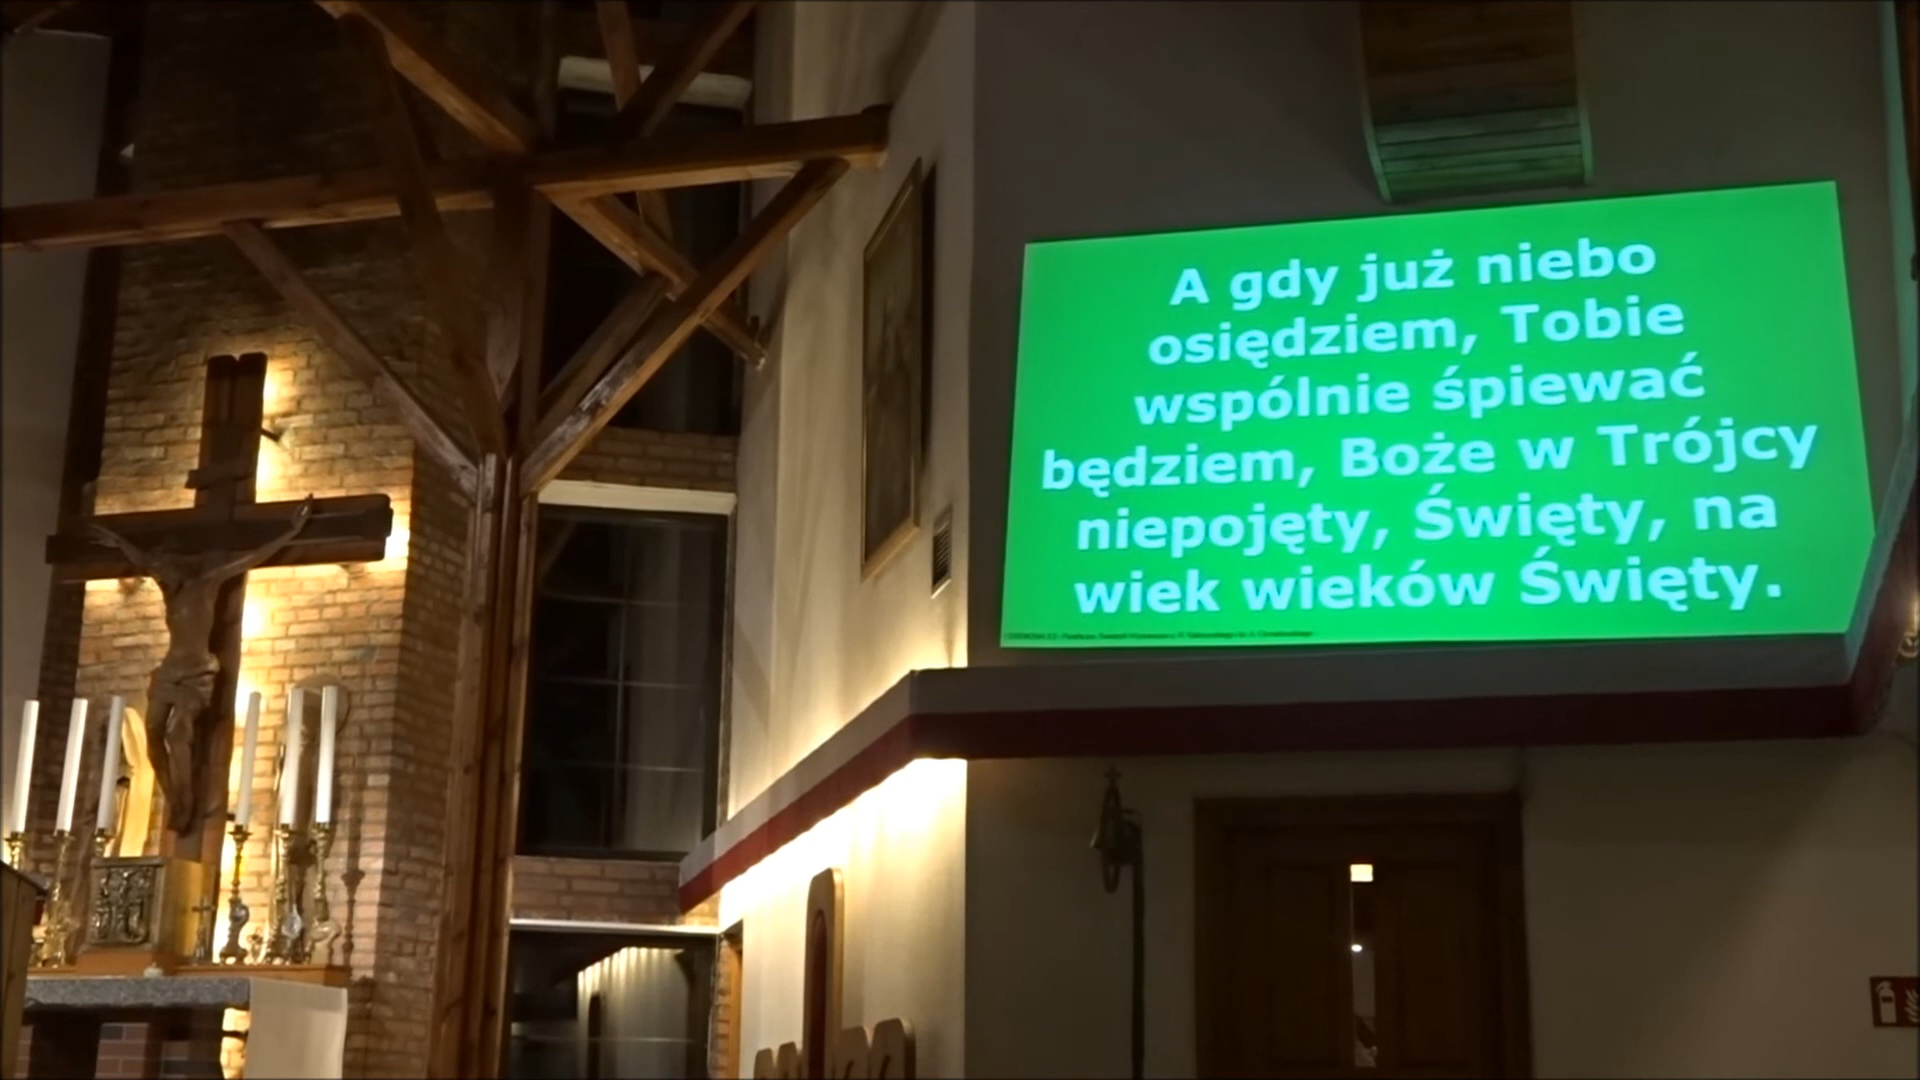 A gdy już niebo
osiędziem, Tobie
wspólnie śpiewać
będziem, Boże w Trójcy
niepojęty, Święty, na
wiek wieków Święty.